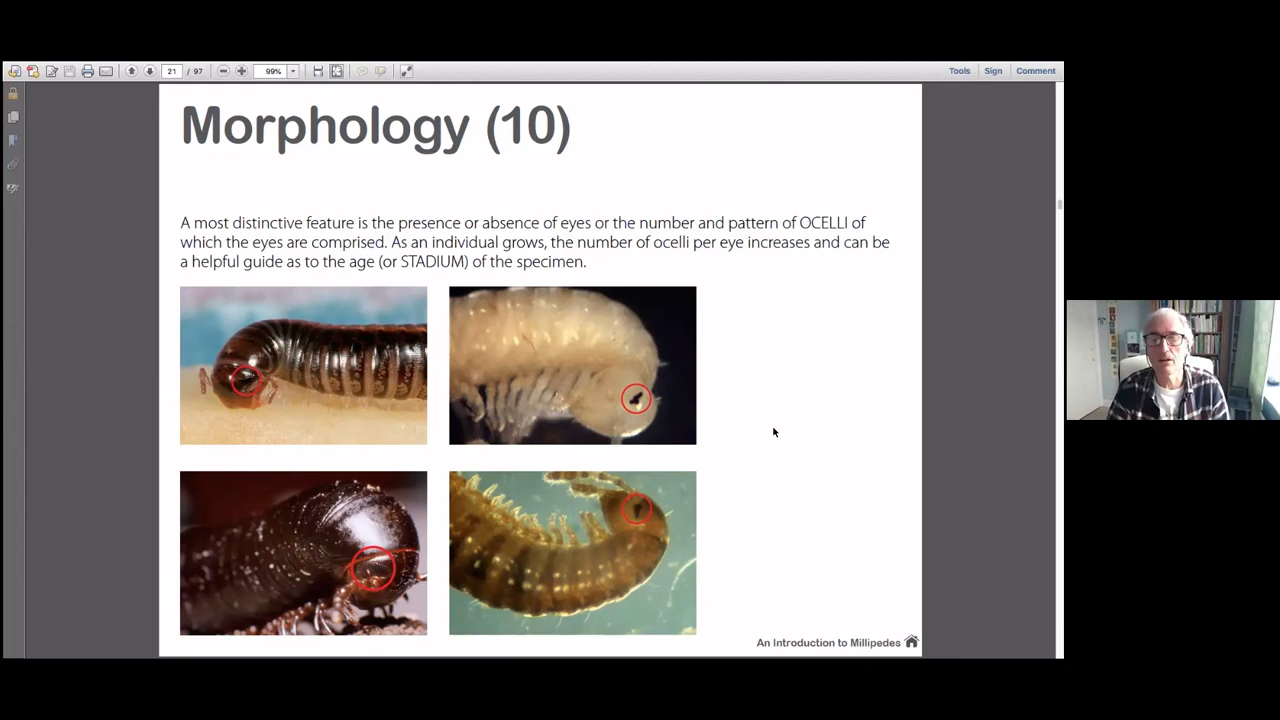 21 / 97
99%
Tools Sign Comment
Morphology (10)
A most distinctive feature is the presence or absence of eyes or the number and pattern of OCELLI of
which the eyes are comprised. As an individual grows, the number of ocelli per eye increases and can be
a helpful guide as to the age (or STADIUM) of the specimen.
An Introduction to Millipedes